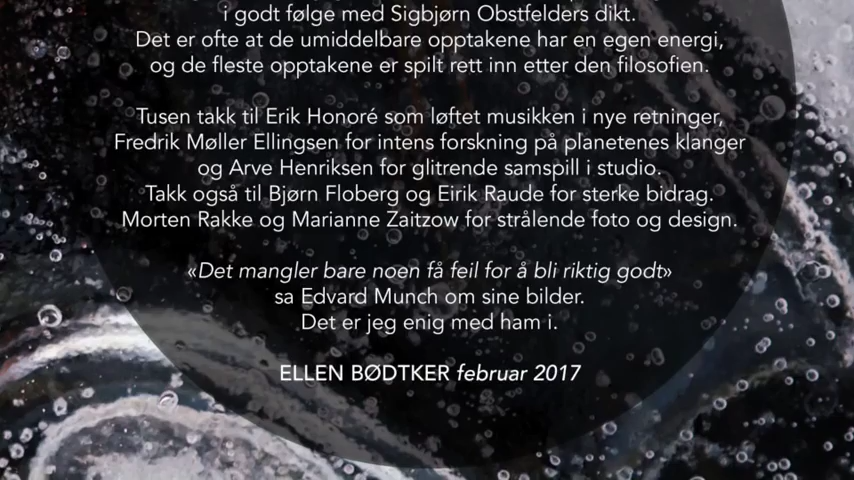 i godt følge med Sigbjørn Obstfelders dikt.
Det er ofte at de umiddelbare opptakene har en egen energi,
og de fleste opptakene er spilt rett inn etter den filosofien.
Tusen takk til Erik Honoré som løftet musikken i nye retninger,
Fredrik Møller Ellingsen for intens forskning på planetenes klanger
og Arve Henriksen for glitrende samspill i studio.
Takk også til Bjørn Floberg og Eirik Raude for sterke bidrag.
Morten Rakke og Marianne Zaitzow for strålende foto og design.
«Det mangler bare noen få feil for å bli riktig godt»
sa Edvard Munch om sine bilder.
Det er jeg enig med ham i.
ELLEN BØDTKER februar 2017